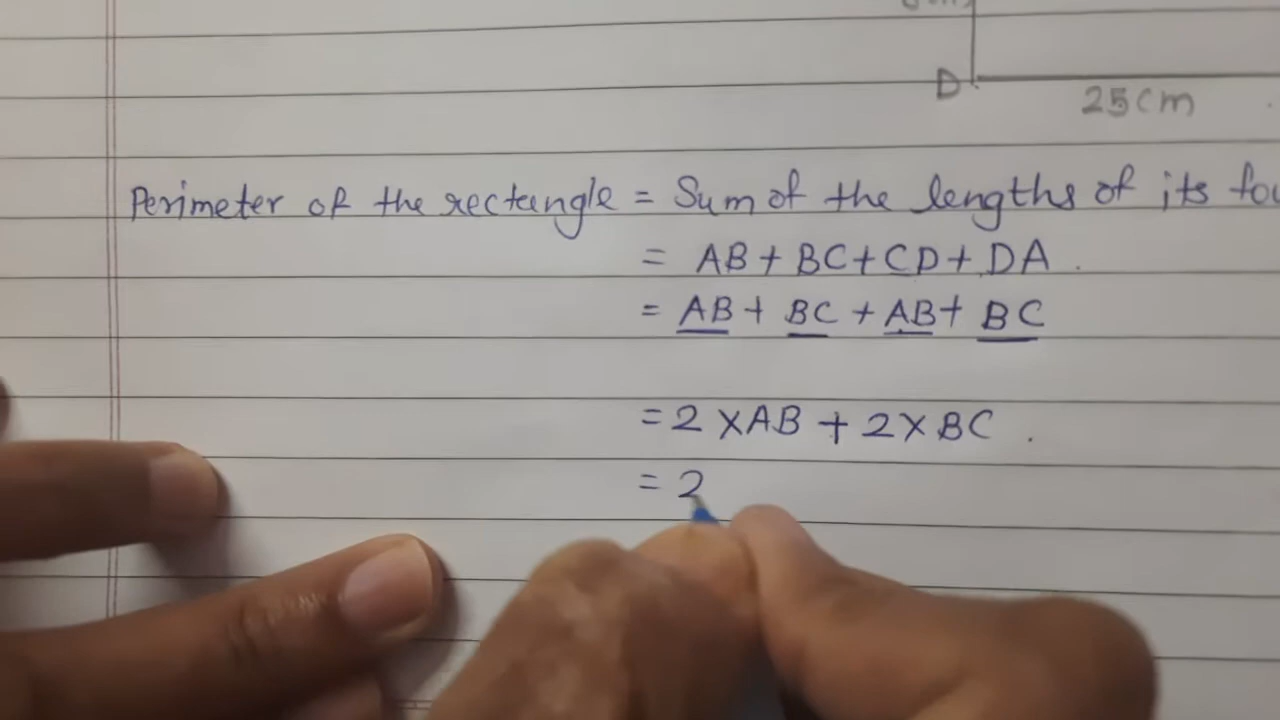 D
25cm
Perimeter of the rectangle = Sum of the lengths of its
= AB + BC + CD + DA.
= AB + BC + AB + BC
= 2 × AB + 2 × BC.
= 2